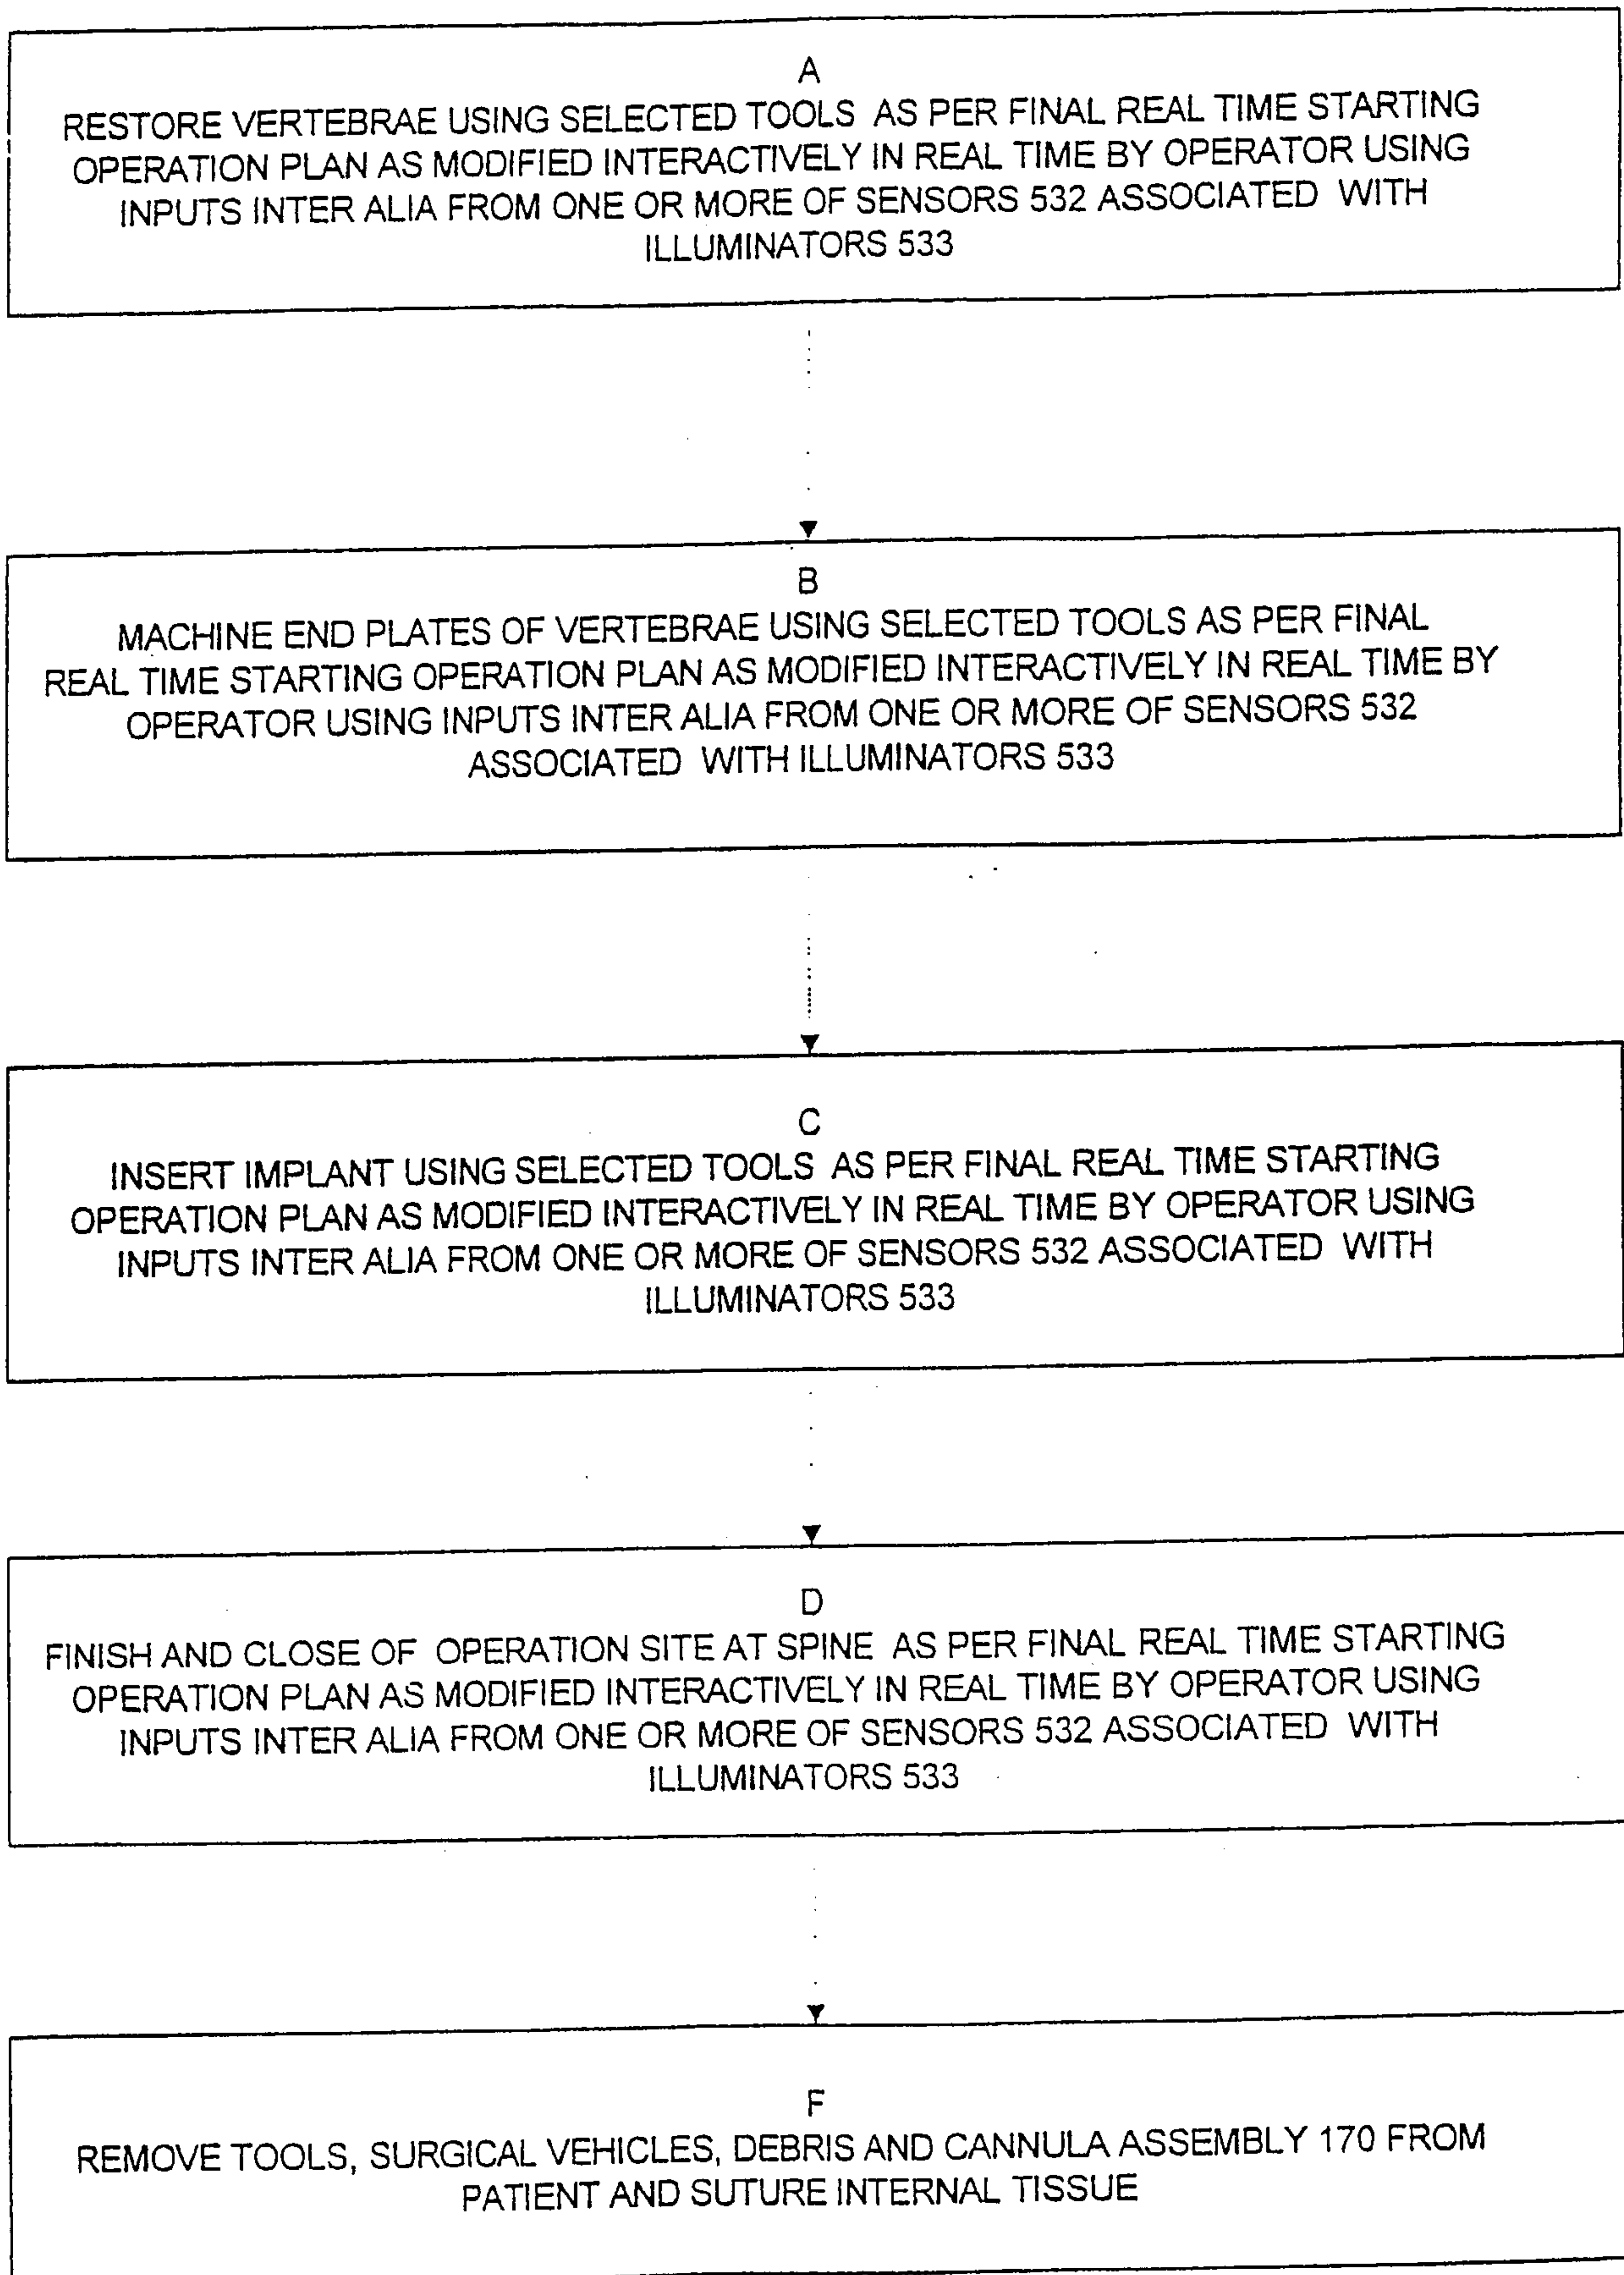 A
RESTORE VERTEBRAE USING SELECTED TOOLS AS PER FINAL REAL TIME STARTING
OPERATION PLAN AS MODIFIED INTERACTIVELY IN REAL TIME BY OPERATOR USING
INPUTS INTER ALIA FROM ONE OR MORE OF SENSORS 532 ASSOCIATED WITH
ILLUMINATORS 533
B
MACHINE END PLATES OF VERTEBRAE USING SELECTED TOOLS AS PER FINAL
REAL TIME STARTING OPERATION PLAN AS MODIFIED INTERACTIVELY IN REAL TIME BY
OPERATOR USING INPUTS INTER ALIA FROM ONE OR MORE OF SENSORS 532
ASSOCIATED WITH ILLUMINATORS 533
C
INSERT IMPLANT USING SELECTED TOOLS AS PER FINAL REAL TIME STARTING
OPERATION PLAN AS MODIFIED INTERACTIVELY IN REAL TIME BY OPERATOR USING
INPUTS INTER ALIA FROM ONE OR MORE OF SENSORS 532 ASSOCIATED WITH
ILLUMINATORS 533
D
FINISH AND CLOSE OF OPERATION SITE AT SPINE AS PER FINAL REAL TIME STARTING
OPERATION PLAN AS MODIFIED INTERACTIVELY IN REAL TIME BY OPERATOR USING
INPUTS INTER ALIA FROM ONE OR MORE OF SENSORS 532 ASSOCIATED WITH
ILLUMINATORS 533
F
REMOVE TOOLS, SURGICAL VEHICLES, DEBRIS AND CANNULA ASSEMBLY 170 FROM
PATIENT AND SUTURE INTERNAL TISSUE